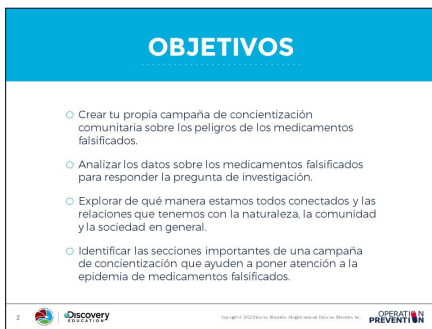 OBJETIVOS
Crear tu propia campaña de concientización
comunitaria sobre los peligros de los medicamentos
falsificados.
Analizar los datos sobre los medicamentos falsificados
para responder la pregunta de investigación.
Explorar de qué manera estamos todos conectados y las
relaciones que tenemos con la naturaleza, la comunidad
y la sociedad en general.
Identificar las secciones importantes de una campaña
de concientización que ayuden a poner atención a la
epidemia de medicamentos falsificados.
2
Discovery
EDUCATION
OPERATION
PREVENTION